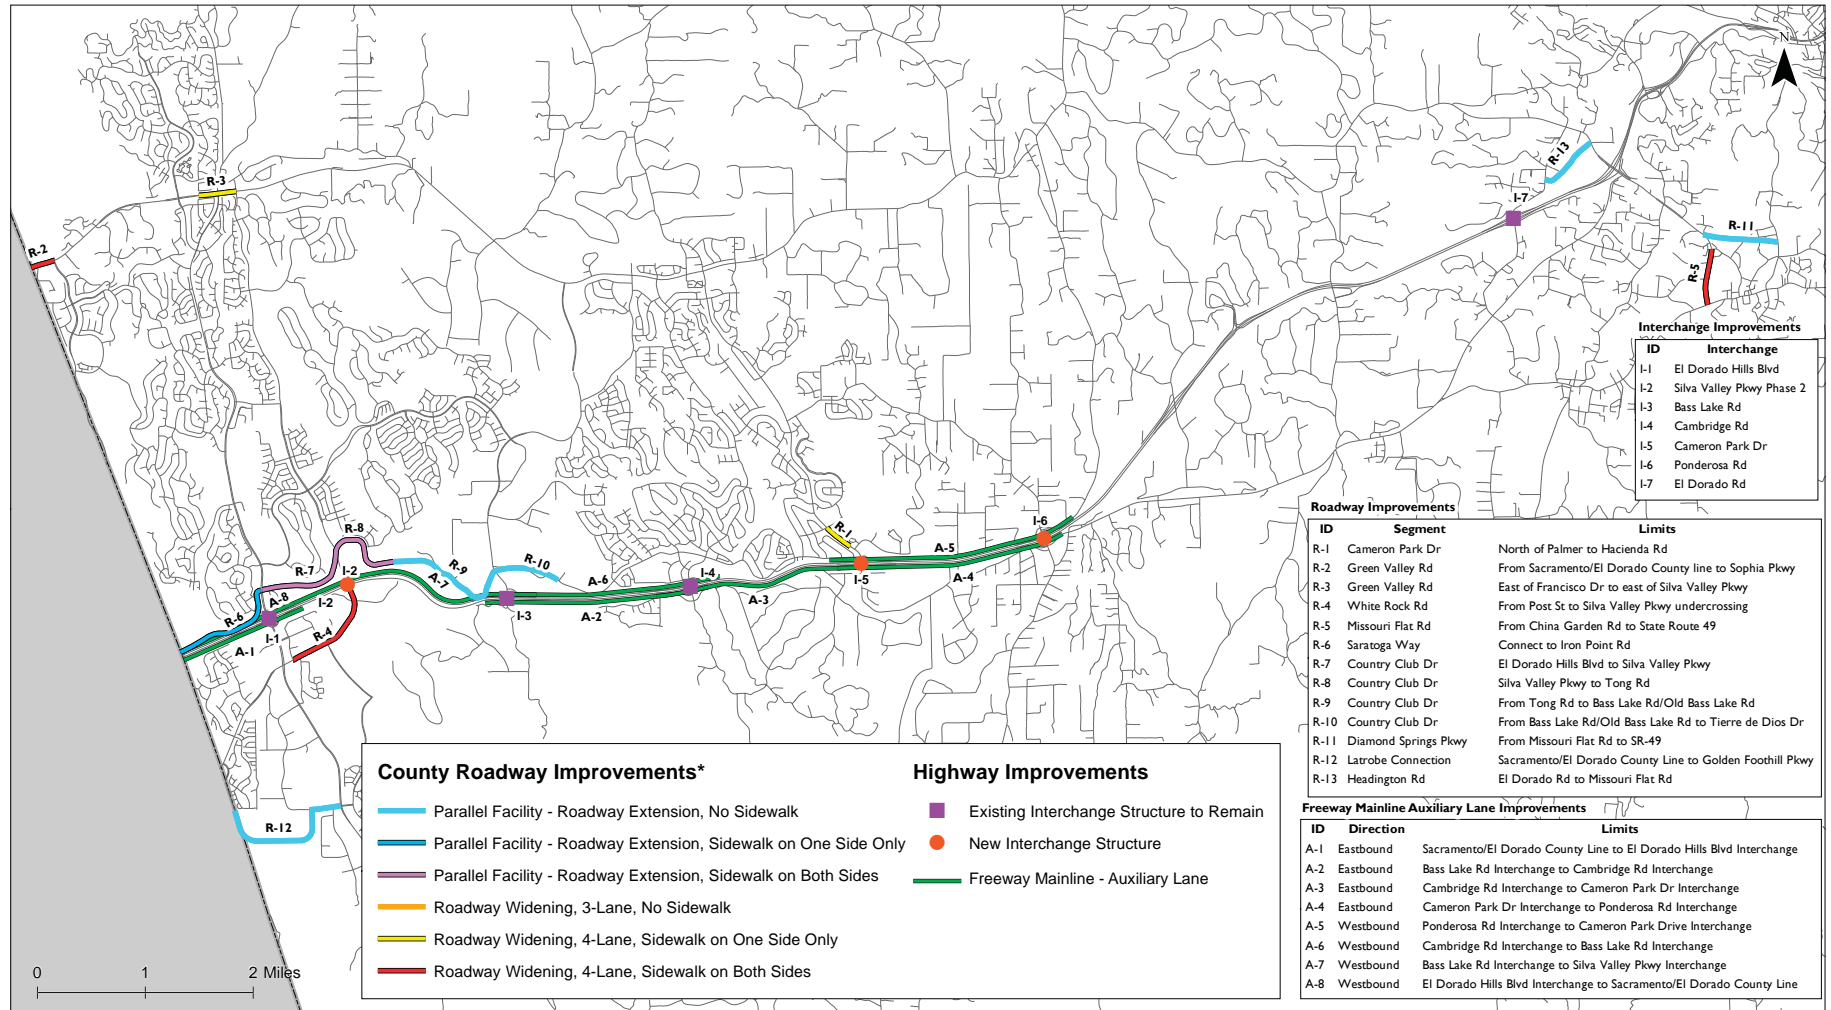 N
R-3
R-2
R-13
I-7
R-11
R-5
R-8
R-7
I-2
R-9
A-7
R-10
A-6
I-4
R-1
I-5
A-5
I-6
A-4
A-3
A-2
I-3
A-8
I-2
R-6
I-1
A-1
R-4
R-12
Interchange Improvements
ID Interchange
I-1 El Dorado Hills Blvd
I-2 Silva Valley Pkwy Phase 2
I-3 Bass Lake Rd
I-4 Cambridge Rd
I-5 Cameron Park Dr
I-6 Ponderosa Rd
I-7 El Dorado Rd
Roadway Improvements
ID Segment Limits
R-1 Cameron Park Dr North of Palmer to Hacienda Rd
R-2 Green Valley Rd From Sacramento/El Dorado County line to Sophia Pkwy
R-3 Green Valley Rd East of Francisco Dr to east of Silva Valley Pkwy
R-4 White Rock Rd From Post St to Silva Valley Pkwy undercrossing
R-5 Missouri Flat Rd From China Garden Rd to State Route 49
R-6 Saratoga Way Connect to Iron Point Rd
R-7 Country Club Dr El Dorado Hills Blvd to Silva Valley Pkwy
R-8 Country Club Dr Silva Valley Pkwy to Tong Rd
R-9 Country Club Dr From Tong Rd to Bass Lake Rd/Old Bass Lake Rd
R-10 Country Club Dr From Bass Lake Rd/Old Bass Lake Rd to Tierre de Dios Dr
R-11 Diamond Springs Pkwy From Missouri Flat Rd to SR-49
R-12 Latrobe Connection Sacramento/El Dorado County Line to Golden Foothill Pkwy
R-13 Headington Rd El Dorado Rd to Missouri Flat Rd
Freeway Mainline Auxiliary Lane Improvements
ID Direction Limits
A-1 Eastbound Sacramento/El Dorado County Line to El Dorado Hills Blvd Interchange
A-2 Eastbound Bass Lake Rd Interchange to Cambridge Rd Interchange
A-3 Eastbound Cambridge Rd Interchange to Cameron Park Dr Interchange
A-4 Eastbound Cameron Park Dr Interchange to Ponderosa Rd Interchange
A-5 Westbound Ponderosa Rd Interchange to Cameron Park Drive Interchange
A-6 Westbound Cambridge Rd Interchange to Bass Lake Rd Interchange
A-7 Westbound Bass Lake Rd Interchange to Silva Valley Pkwy Interchange
A-8 Westbound El Dorado Hills Blvd Interchange to Sacramento/El Dorado County Line
County Roadway Improvements*
Parallel Facility - Roadway Extension, No Sidewalk
Parallel Facility - Roadway Extension, Sidewalk on One Side Only
Parallel Facility - Roadway Extension, Sidewalk on Both Sides
Roadway Widening, 3-Lane, No Sidewalk
Roadway Widening, 4-Lane, Sidewalk on One Side Only
Roadway Widening, 4-Lane, Sidewalk on Both Sides
Highway Improvements
Existing Interchange Structure to Remain
New Interchange Structure
Freeway Mainline - Auxiliary Lane
0 1 2 Miles